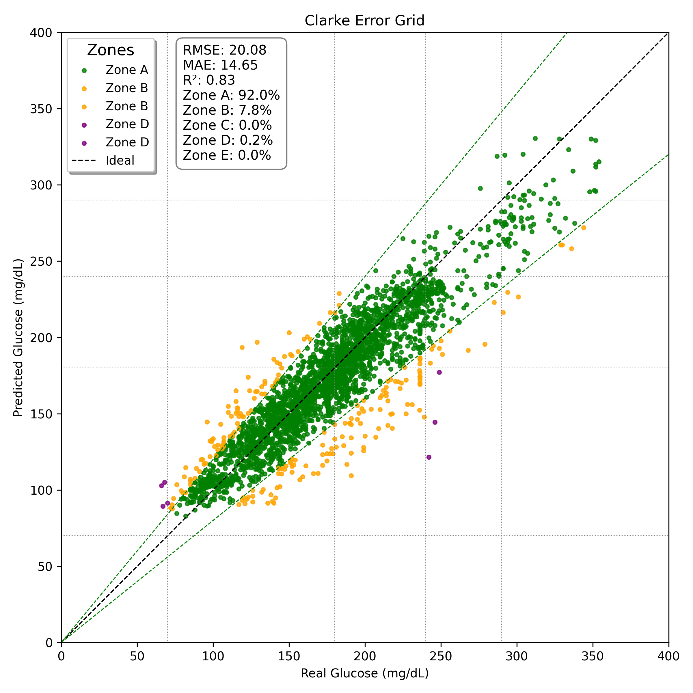 Clarke Error Grid
Zones
Zone A
Zone B
Zone B
Zone D
Zone D
Ideal
RMSE: 20.08
MAE: 14.65
R²: 0.83
Zone A: 92.0%
Zone B: 7.8%
Zone C: 0.0%
Zone D: 0.2%
Zone E: 0.0%
Predicted Glucose (mg/dL)
400
350
300
250
200
150
100
50
0
0 50 100 150 200 250 300 350 400
Real Glucose (mg/dL)